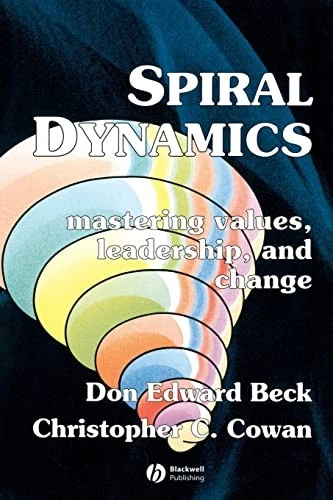 SPIRAL
DYNAMICS
mastering values,
leadership, and
change
Don Edward Beck
Christopher C. Cowan
Blackwell
Publishing